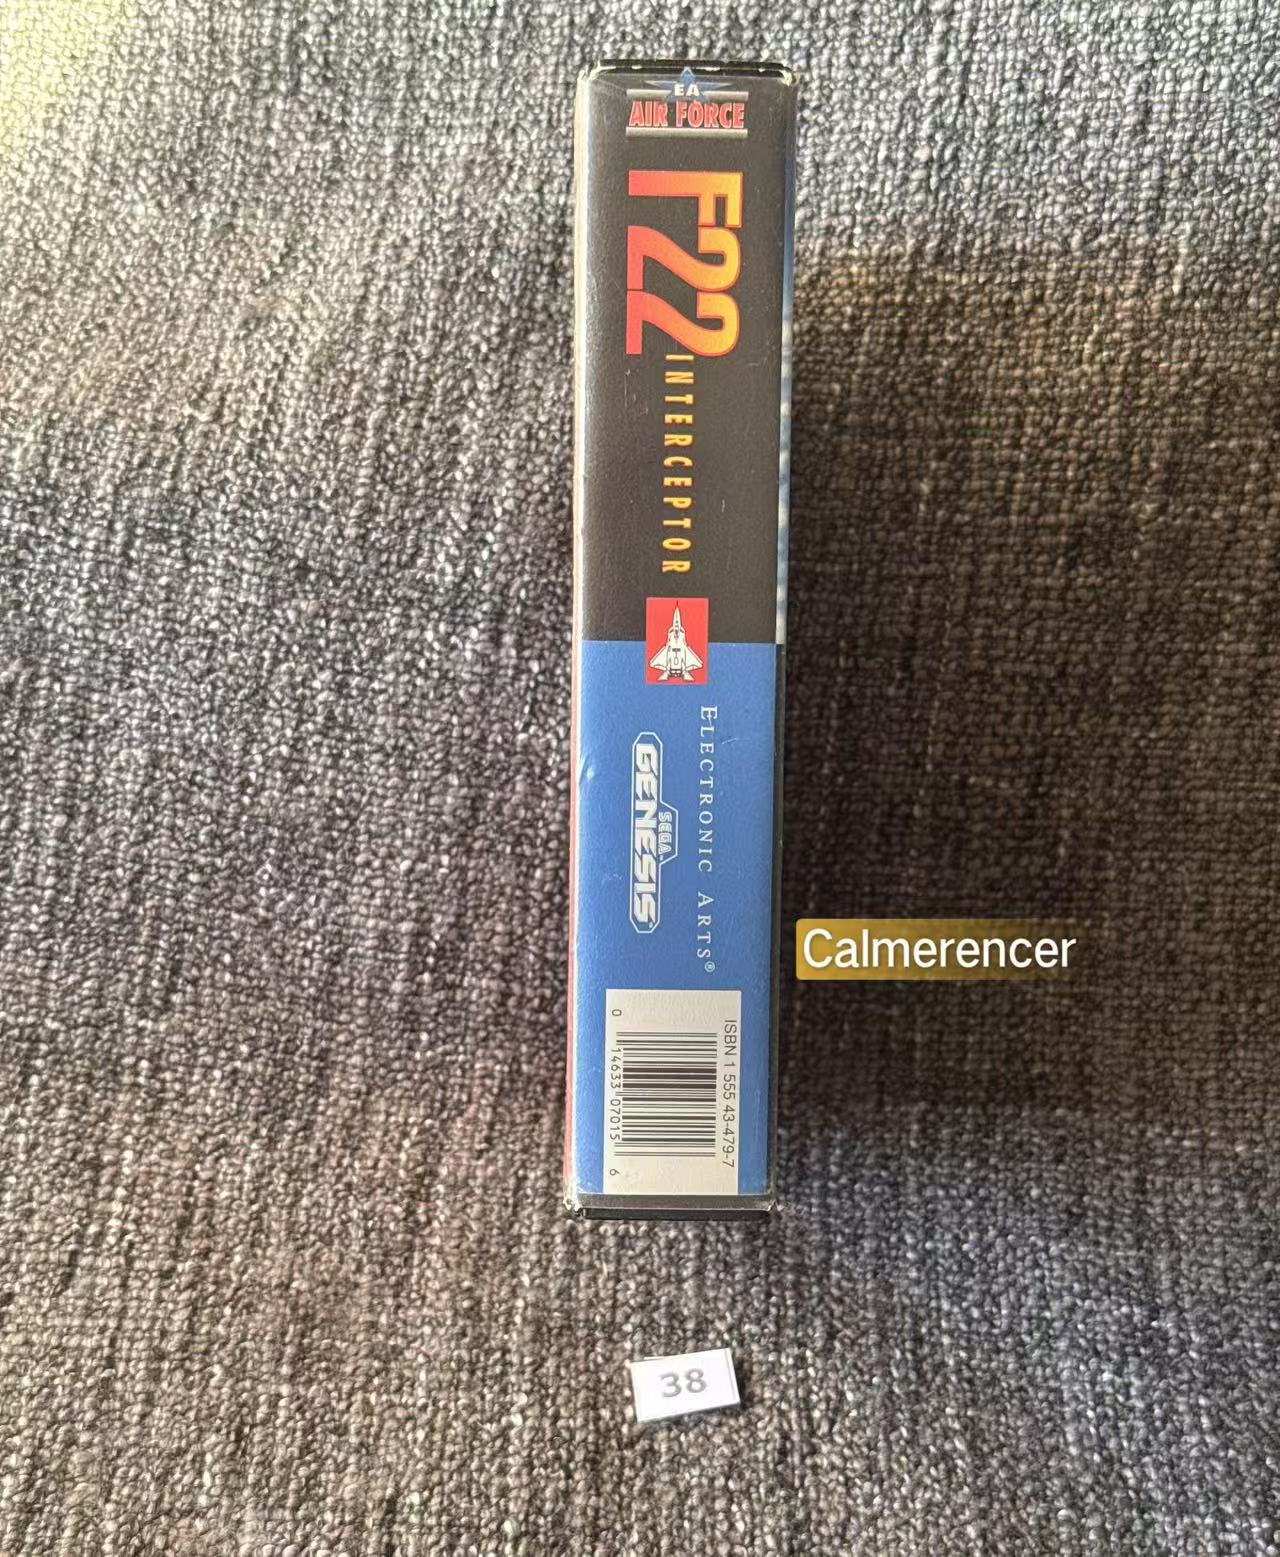 EA
AIR FORCE
F22
INTERCEPTOR
ELECTRONIC ARTS®
SEGA™
GENESIS®
Calmerencer
ISBN 1 555 43-479-7
0 14633 07015 6
38